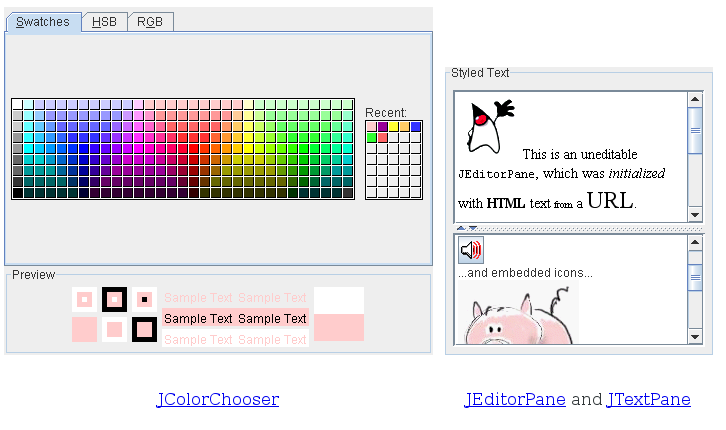 Swatches HSB RGB
Recent:
Preview
Sample Text Sample Text
Sample Text Sample Text
Sample Text Sample Text
JColorChooser
Styled Text
This is an uneditable
JEditorPane, which was initialized
with HTML text from a URL.
...and embedded icons...
JEditorPane and JTextPane